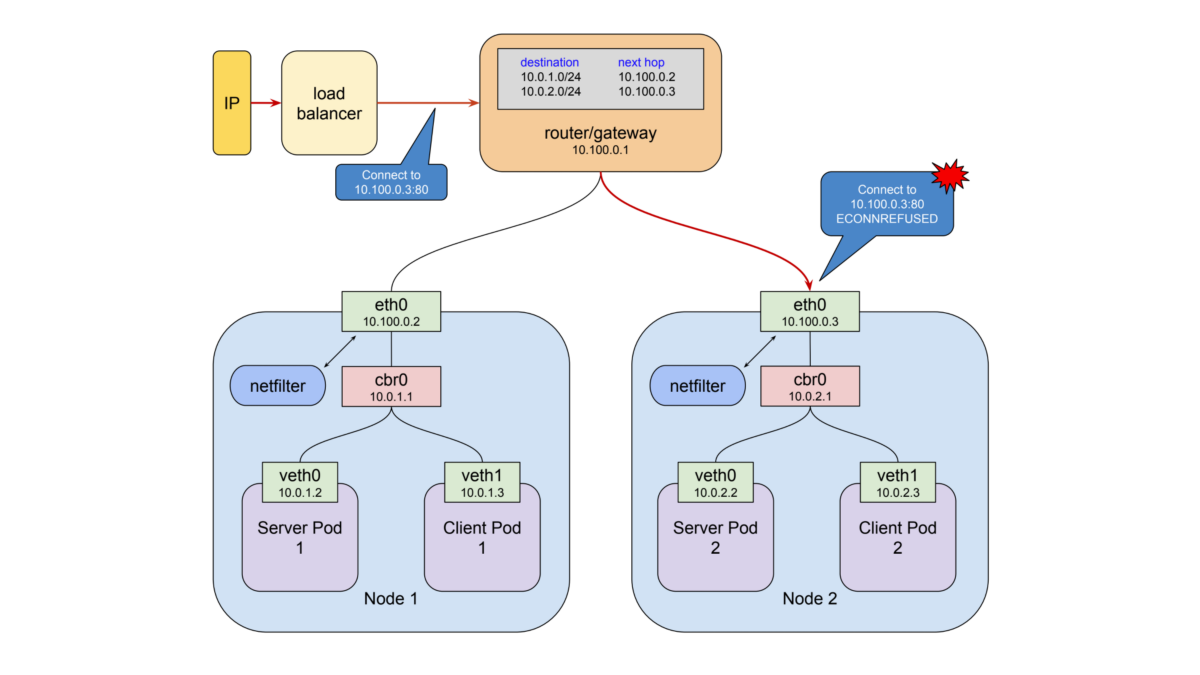 IP
load
balancer
destination next hop
10.0.1.0/24 10.100.0.2
10.0.2.0/24 10.100.0.3
router/gateway
10.100.0.1
Connect to
10.100.0.3:80
Connect to
10.100.0.3:80
ECONNREFUSED
eth0
10.100.0.2
netfilter
cbr0
10.0.1.1
veth0
10.0.1.2
Server Pod
1
veth1
10.0.1.3
Client Pod
1
Node 1
eth0
10.100.0.3
netfilter
cbr0
10.0.2.1
veth0
10.0.2.2
Server Pod
2
veth1
10.0.2.3
Client Pod
2
Node 2